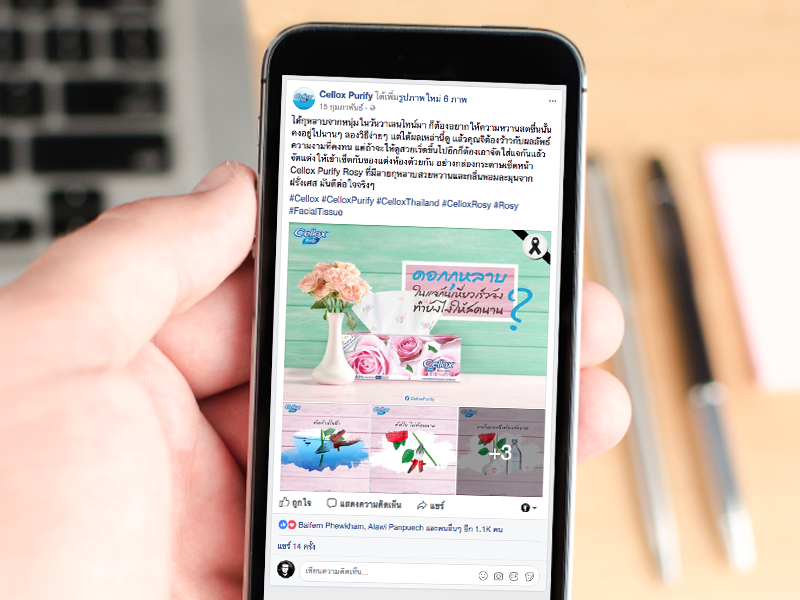 Cellox Purify ได้เพิ่มรูปภาพใหม่ 6 ภาพ
15 กุมภาพันธ์ ·
ได้กุหลาบจากหนุ่มในวันวาเลนไทน์มา ก็ต้องอยากให้ความหวานสดชื่นนั้น
คงอยู่ไปนานๆ ลองวิธีง่ายๆ แต่ได้ผลเหล่านี้ดู แล้วคุณจิต้องว้าวกับผลลัพธ์
ความงามที่คงทน แต่ถ้าจะให้ดูสวยเริ่ดขึ้นไปอีกก็ต้องเอาจัดใส่แจกันแล้ว
จัดแต่งให้เข้าเซ็ตกับของแต่งห้องด้วยกัน อย่างกล่องกระดาษเช็ดหน้า
Cellox Purify Rosy ที่มีลายกุหลาบสวยหวานและกลิ่นหอมละมุนจาก
ฝรั่งเศส มันดีต่อใจจริงๆ
#Cellox #CelloxPurify #CelloxThailand #CelloxRosy #Rosy
#FacialTissue
Cellox
Purify
ดอกกุหลาบ
ในแจกันเหี่ยวเร็วจัง
ทำยังไงให้สดนาน
?
Cellox
CelloxPurify
Cellox
Cellox
+3
ถูกใจ แสดงความคิดเห็น แชร์
Baifern Phewkham, Alawi Panpuech และคนอื่นๆ อีก 1.1K คน
แชร์ 14 ครั้ง
เขียนความคิดเห็น...